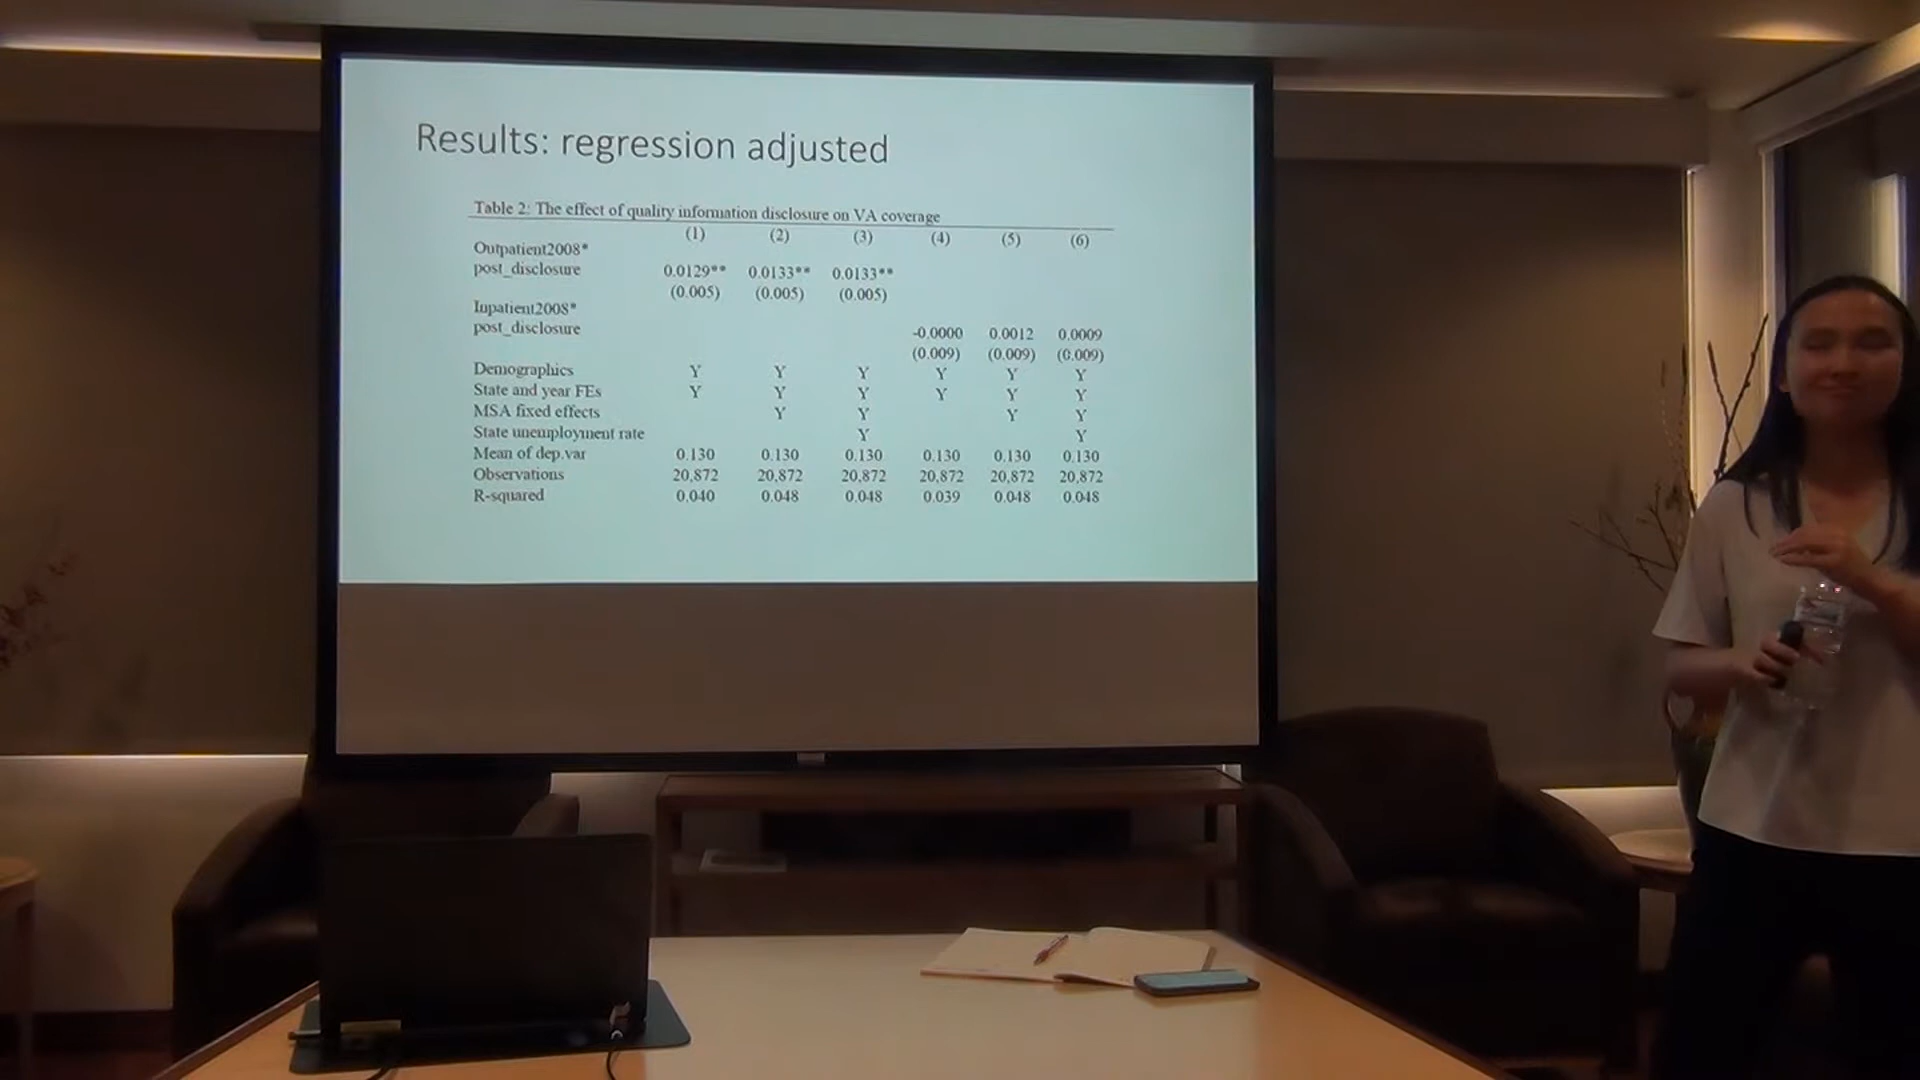 Results: regression adjusted
Table 2: The effect of quality information disclosure on VA coverage
(1) (2) (3) (4) (5) (6)
Outpatient2008*
post_disclosure 0.0129** 0.0133** 0.0133**
(0.005) (0.005) (0.005)
Inpatient2008*
post_disclosure -0.0000 0.0012 0.0009
(0.009) (0.009) (0.009)
Demographics Y Y Y Y Y Y
State and year FEs Y Y Y Y Y Y
MSA fixed effects Y Y Y Y
State unemployment rate Y Y
Mean of dep.var 0.130 0.130 0.130 0.130 0.130 0.130
Observations 20,872 20,872 20,872 20,872 20,872 20,872
R-squared 0.040 0.048 0.048 0.039 0.048 0.048